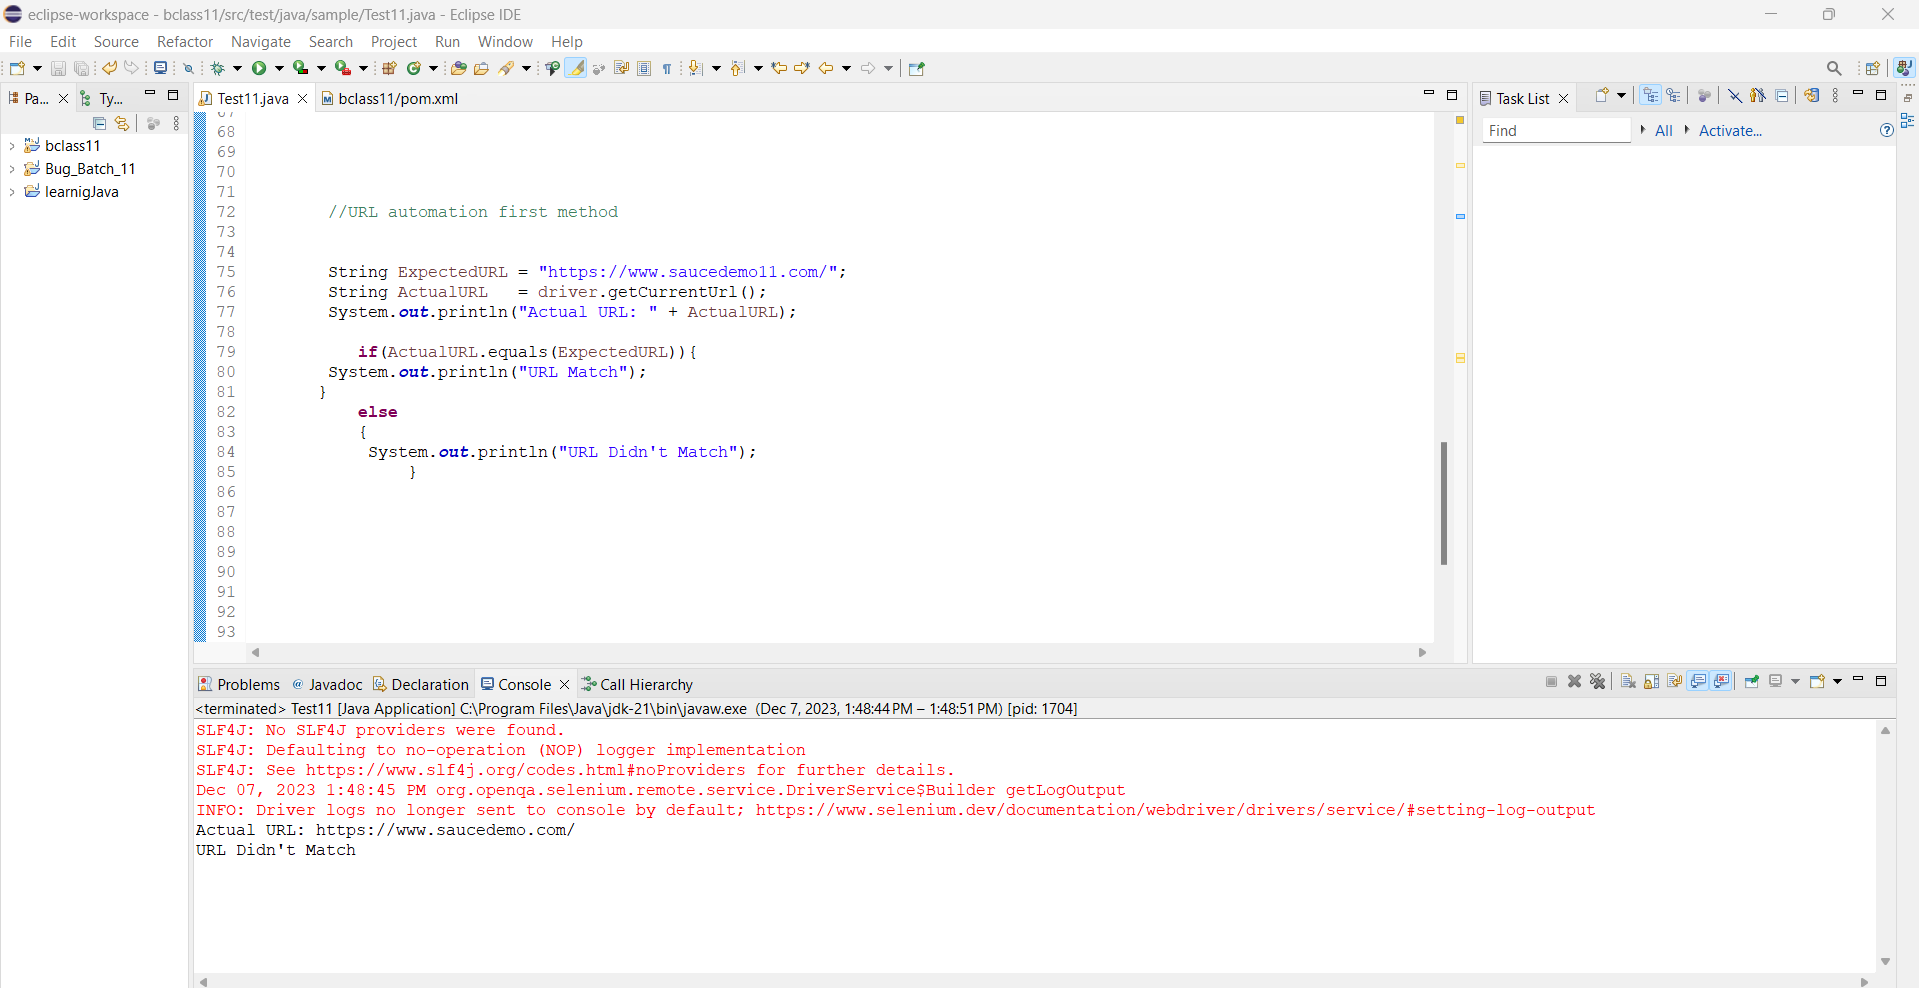 eclipse-workspace - bclass11/src/test/java/sample/Test11.java - Eclipse IDE
File Edit Source Refactor Navigate Search Project Run Window Help
Pa... Ty... Test11.java bclass11/pom.xml Task List
Find All Activate...
bclass11
Bug_Batch_11
learnigJava
67
68
69
70
71
72 //URL automation first method
73
74
75 String ExpectedURL = "https://www.saucedemo11.com/";
76 String ActualURL   = driver.getCurrentUrl();
77 System.out.println("Actual URL: " + ActualURL);
78
79 if(ActualURL.equals(ExpectedURL)){
80 System.out.println("URL Match");
81 }
82 else
83 {
84 System.out.println("URL Didn't Match");
85 }
86
87
88
89
90
91
92
93
Problems @ Javadoc Declaration Console Call Hierarchy
<terminated> Test11 [Java Application] C:\Program Files\Java\jdk-21\bin\javaw.exe (Dec 7, 2023, 1:48:44 PM – 1:48:51 PM) [pid: 1704]
SLF4J: No SLF4J providers were found.
SLF4J: Defaulting to no-operation (NOP) logger implementation
SLF4J: See https://www.slf4j.org/codes.html#noProviders for further details.
Dec 07, 2023 1:48:45 PM org.openqa.selenium.remote.service.DriverService$Builder getLogOutput
INFO: Driver logs no longer sent to console by default; https://www.selenium.dev/documentation/webdriver/drivers/service/#setting-log-output
Actual URL: https://www.saucedemo.com/
URL Didn't Match